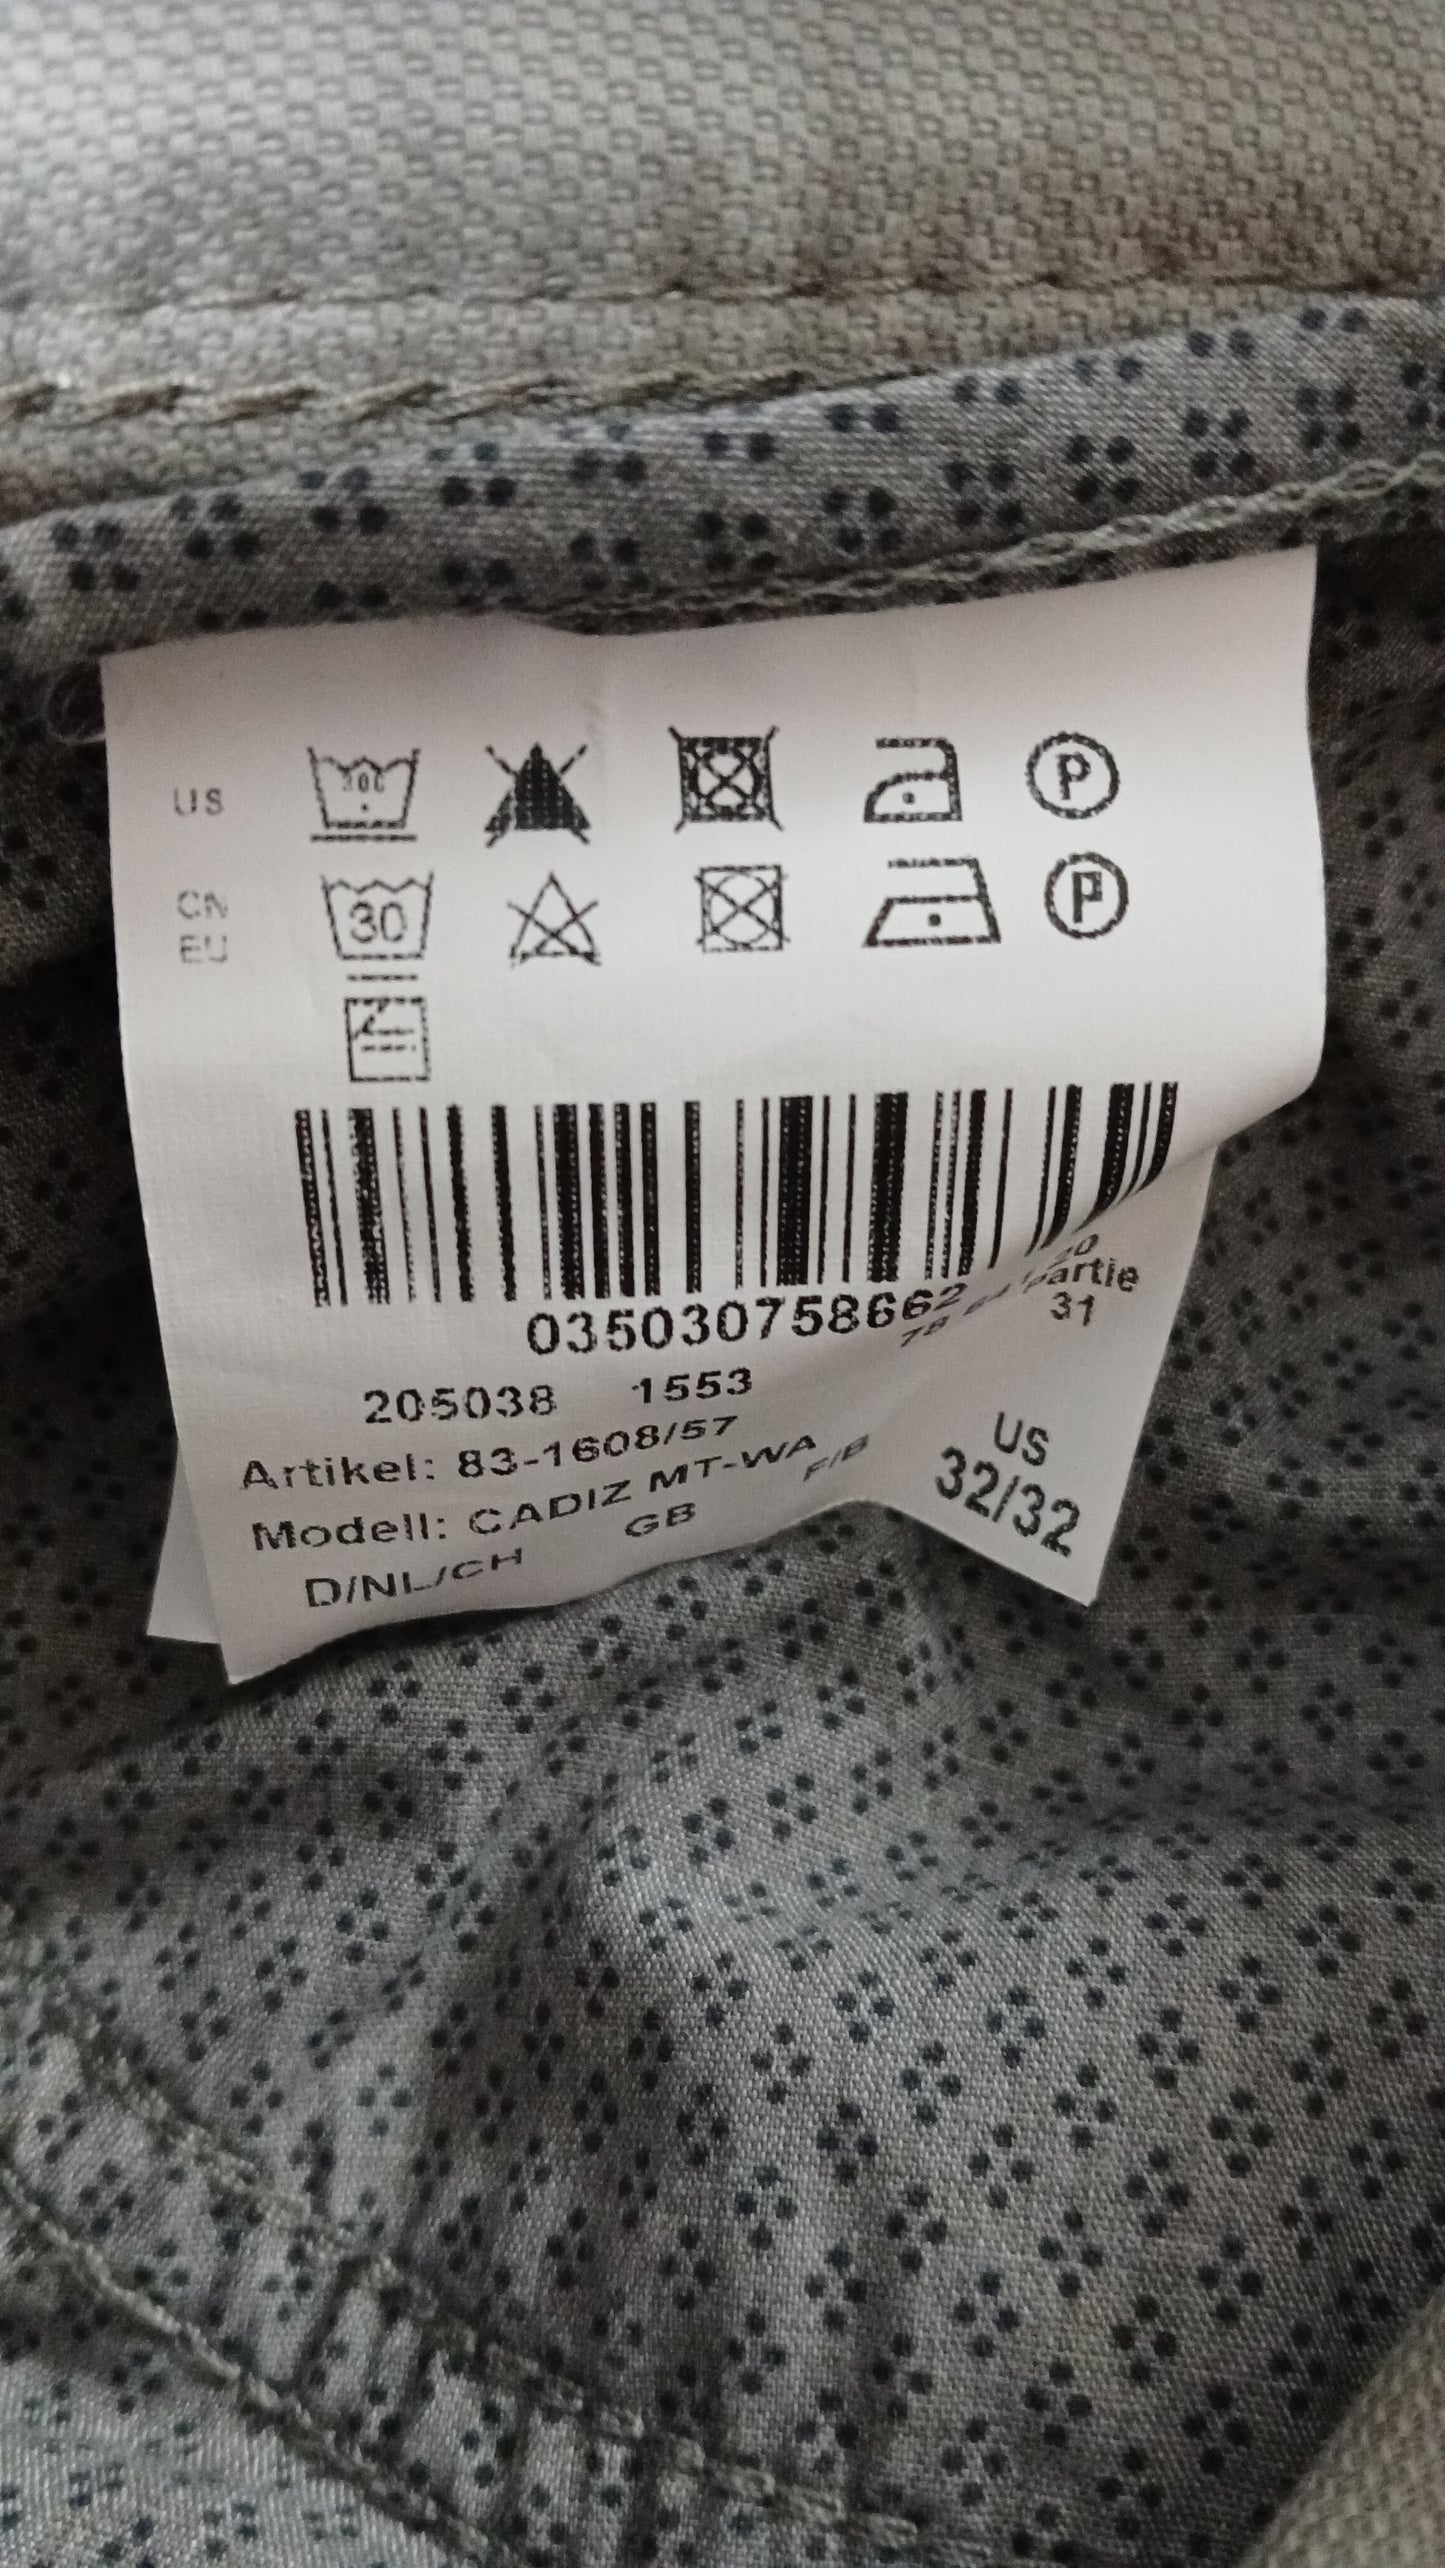 US 30C P
CN
EU 30 P
035030758662
205038 1553
partie
31
Artikel: 83-1608/57
Modell: CADIZ MT-WA
D/NL/CH GB F/B
US
32/32